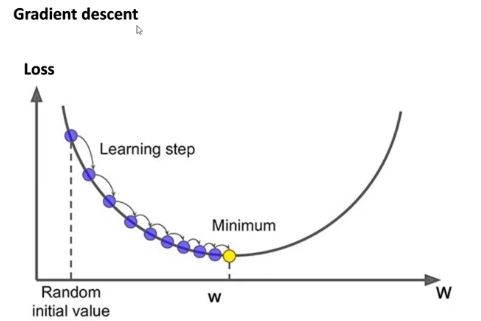 Gradient descent
Loss
Learning step
Minimum
Random
initial value
w
W